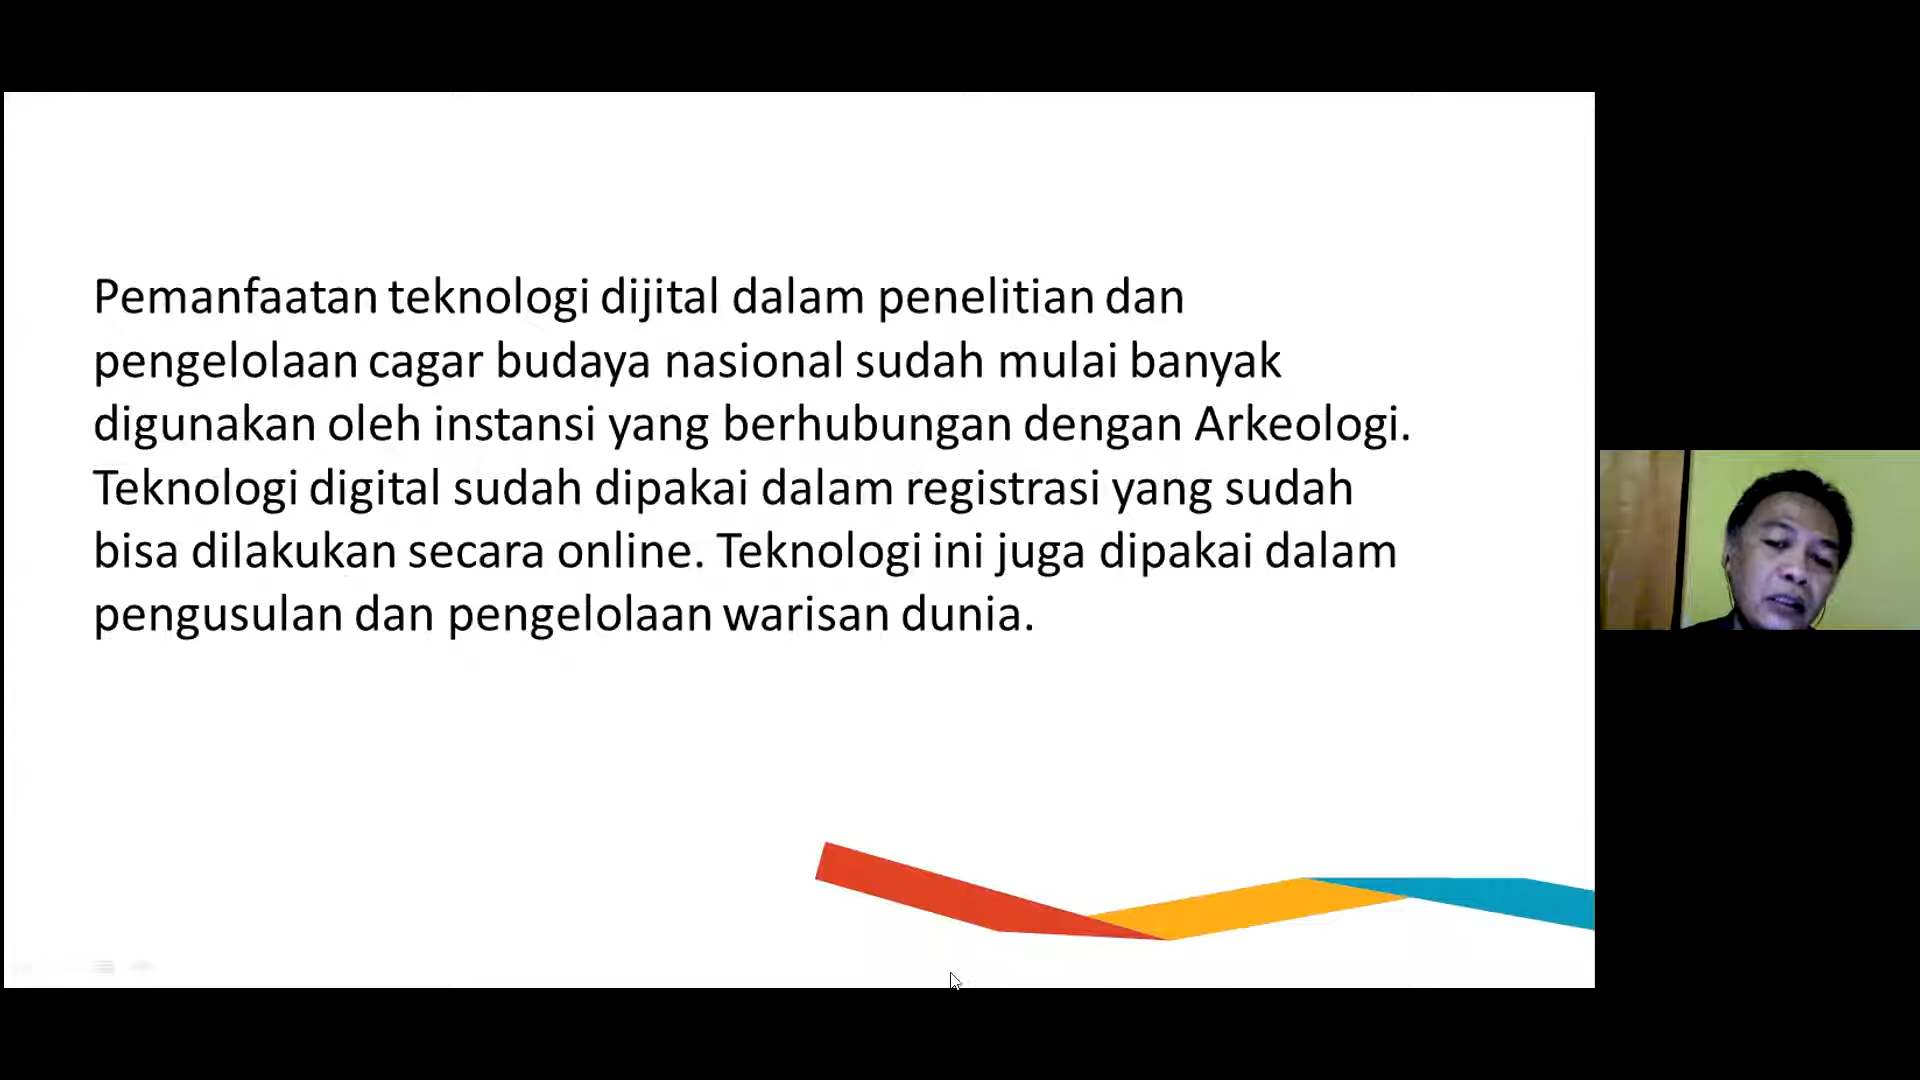 Pemanfaatan teknologi dijital dalam penelitian dan
pengelolaan cagar budaya nasional sudah mulai banyak
digunakan oleh instansi yang berhubungan dengan Arkeologi.
Teknologi digital sudah dipakai dalam registrasi yang sudah
bisa dilakukan secara online. Teknologi ini juga dipakai dalam
pengusulan dan pengelolaan warisan dunia.